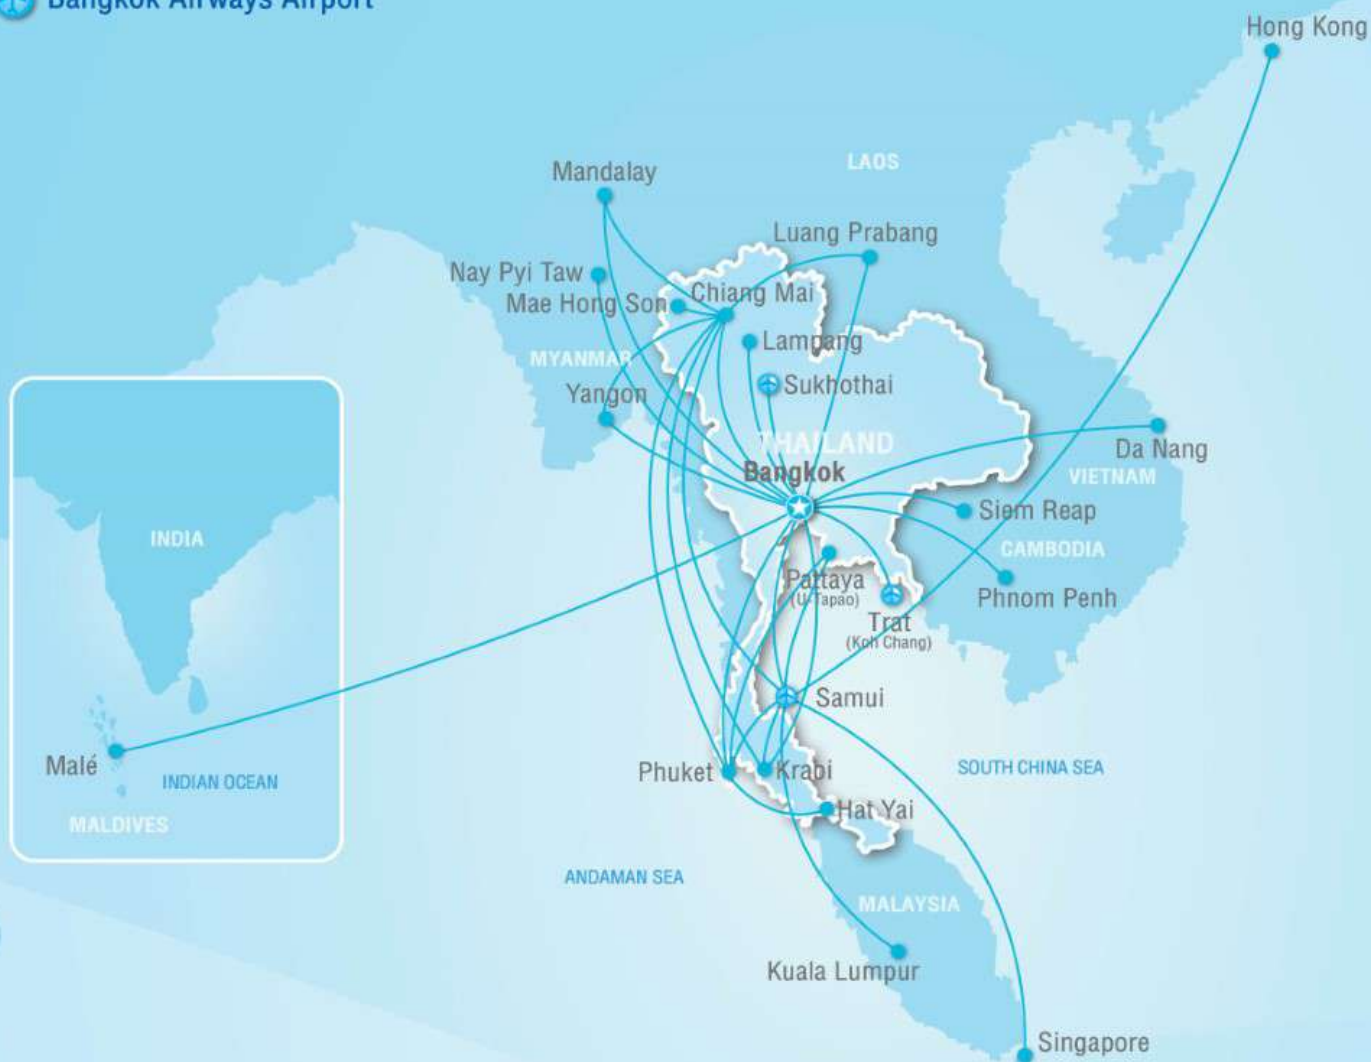 Bangkok Airways Airport
Hong Kong
LAOS
Mandalay
Luang Prabang
Nay Pyi Taw
Chiang Mai
Mae Hong Son
Lampang
MYANMAR
Sukhothai
Yangon
THAILAND
Da Nang
Bangkok
VIETNAM
Siem Reap
INDIA
CAMBODIA
Pattaya
(U-Tapao)
Phnom Penh
Trat
(Koh Chang)
Samui
Malé
INDIAN OCEAN
Phuket
Krabi
SOUTH CHINA SEA
Hat Yai
MALDIVES
ANDAMAN SEA
MALAYSIA
Kuala Lumpur
Singapore